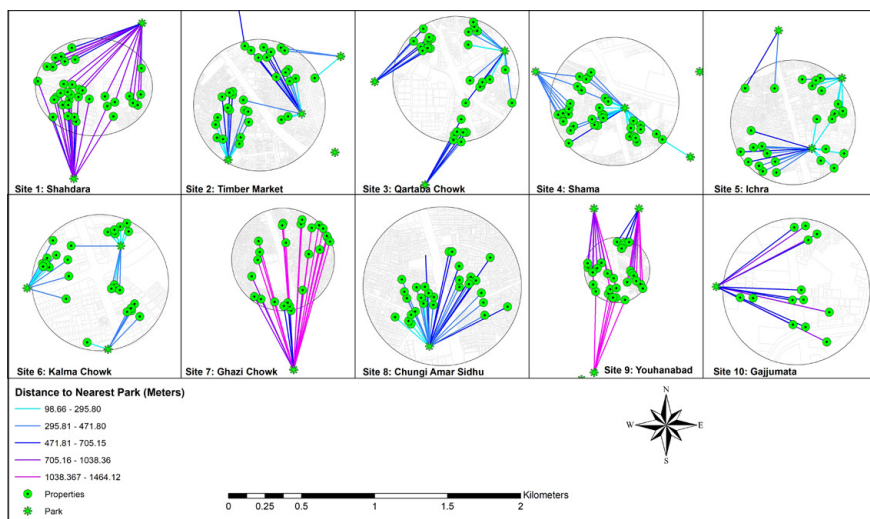 Site 1: Shahdara
Site 2: Timber Market
Site 3: Qartaba Chowk
Site 4: Shama
Site 5: Ichra
Site 6: Kalma Chowk
Site 7: Ghazi Chowk
Site 8: Chungi Amar Sidhu
Site 9: Youhanabad
Site 10: Gajjumata
Distance to Nearest Park (Meters)
98.66 - 295.80
295.81 - 471.80
471.81 - 705.15
705.16 - 1038.36
1038.367 - 1464.12
Properties
Park
N
W E
S
Kilometers
0 0.25 0.5 1 1.5 2